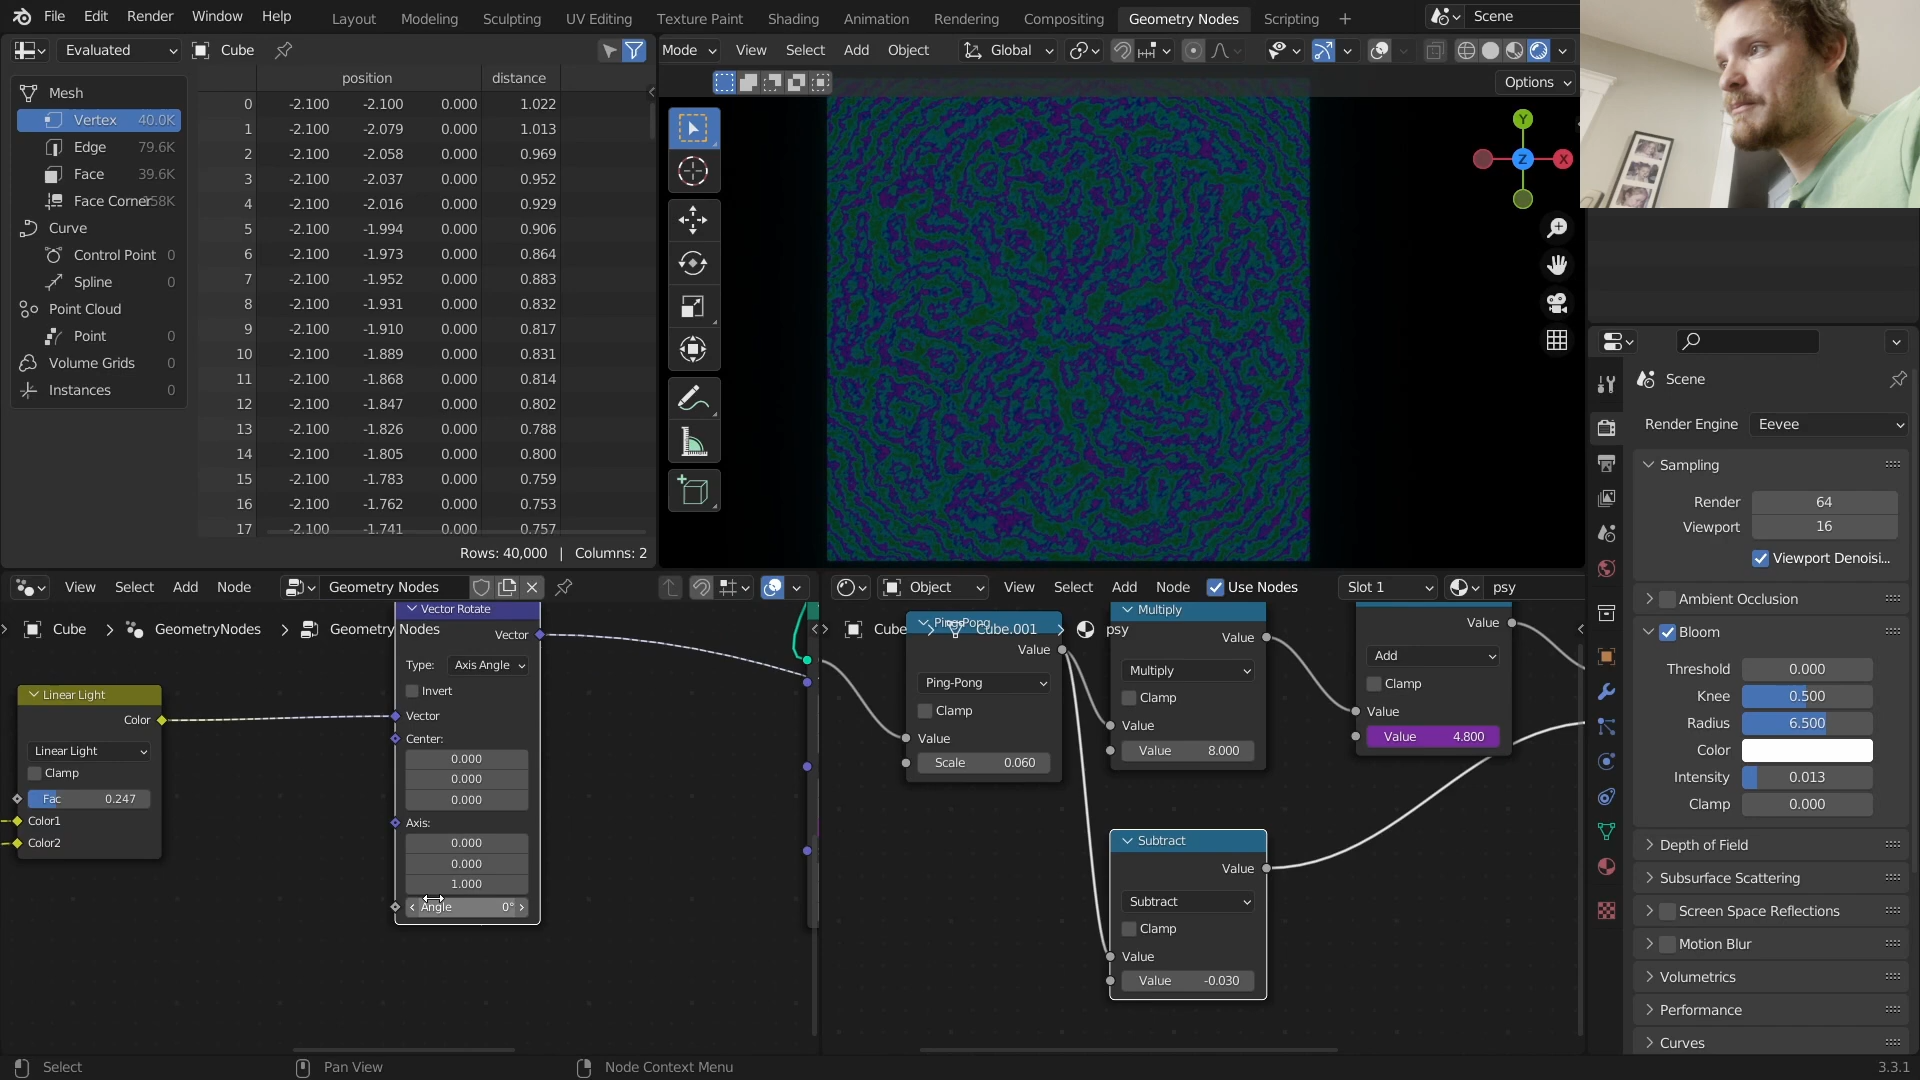 File Edit Render Window Help
Layout Modeling Sculpting UV Editing Texture Paint Shading Animation Rendering Compositing Geometry Nodes Scripting
Scene
Evaluated Cube
Mode View Select Add Object Global
Options
position distance
Mesh
Vertex 40.0K
Edge 79.6K
Face 39.6K
Face Corner 58K
Curve
Control Point 0
Spline 0
Point Cloud
Point 0
Volume Grids 0
Instances 0
0 -2.100 -2.100 0.000 1.022
1 -2.100 -2.079 0.000 1.013
2 -2.100 -2.058 0.000 0.969
3 -2.100 -2.037 0.000 0.952
4 -2.100 -2.016 0.000 0.929
5 -2.100 -1.994 0.000 0.906
6 -2.100 -1.973 0.000 0.864
7 -2.100 -1.952 0.000 0.883
8 -2.100 -1.931 0.000 0.832
9 -2.100 -1.910 0.000 0.817
10 -2.100 -1.889 0.000 0.831
11 -2.100 -1.868 0.000 0.814
12 -2.100 -1.847 0.000 0.802
13 -2.100 -1.826 0.000 0.788
14 -2.100 -1.805 0.000 0.800
15 -2.100 -1.783 0.000 0.759
16 -2.100 -1.762 0.000 0.753
17 -2.100 -1.741 0.000 0.757
Rows: 40,000 | Columns: 2
Y
Z
X
View Select Add Node Geometry Nodes
Cube GeometryNodes Geometry Nodes
Linear Light
Color
Linear Light
Clamp
Fac 0.247
Color1
Color2
Vector Rotate
Vector
Type: Axis Angle
Invert
Vector
Center:
0.000
0.000
0.000
Axis:
0.000
0.000
1.000
Angle 0°
Object View Select Add Node Use Nodes Slot 1 psy
Cube Cube.001 psy
Ping-Pong
Value
Ping-Pong
Clamp
Value
Scale 0.060
Multiply
Value
Multiply
Clamp
Value
Value 8.000
Value
Add
Clamp
Value
Value 4.800
Subtract
Value
Subtract
Clamp
Value
Value -0.030
Scene
Render Engine Eevee
Sampling
Render 64
Viewport 16
Viewport Denoisi...
Ambient Occlusion
Bloom
Threshold 0.000
Knee 0.500
Radius 6.500
Color
Intensity 0.013
Clamp 0.000
Depth of Field
Subsurface Scattering
Screen Space Reflections
Motion Blur
Volumetrics
Performance
Curves
Select Pan View Node Context Menu 3.3.1